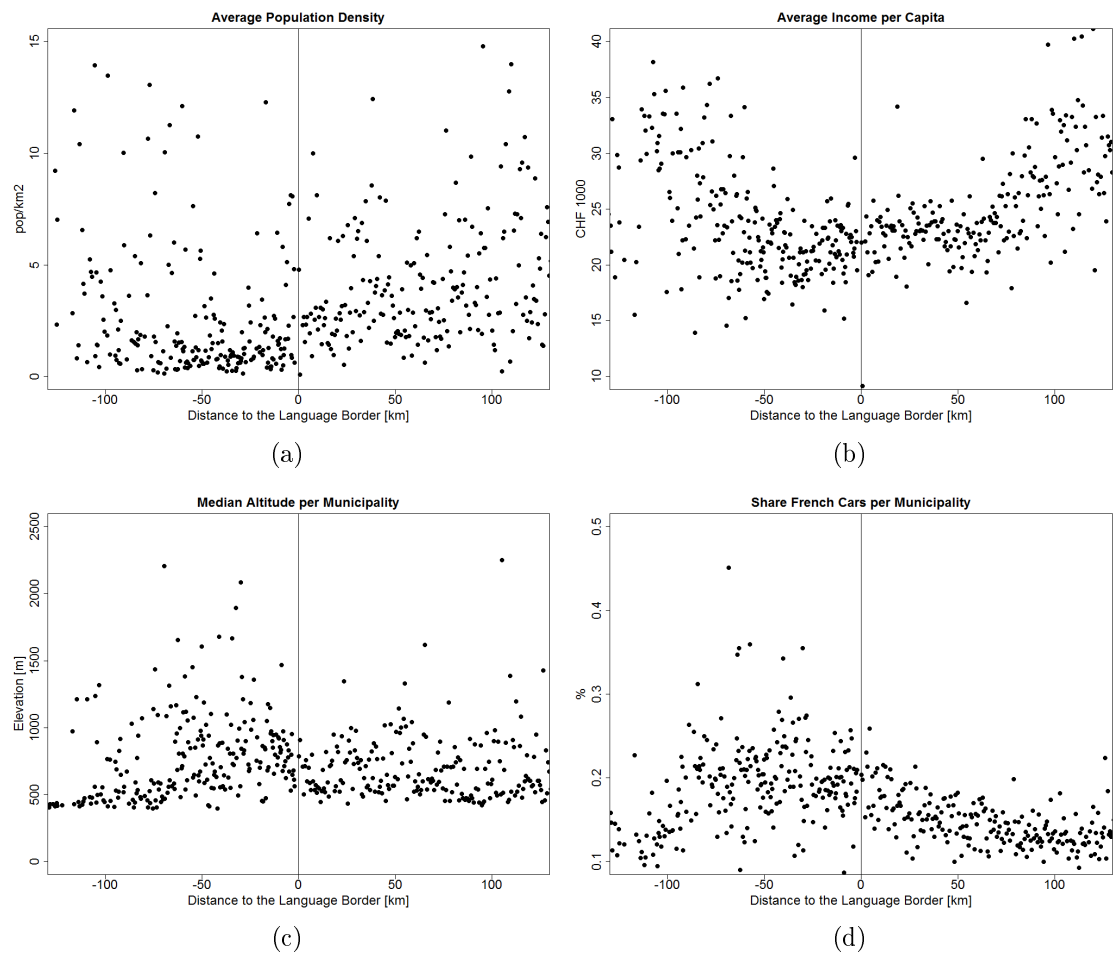 Average Population Density
15
10
5
0
pop/km2
-100 -50 0 50 100
Distance to the Language Border [km]
(a)
Average Income per Capita
40
35
30
25
20
15
10
CHF 1000
-100 -50 0 50 100
Distance to the Language Border [km]
(b)
Median Altitude per Municipality
2500
2000
1500
1000
500
0
Elevation [m]
-100 -50 0 50 100
Distance to the Language Border [km]
(c)
Share French Cars per Municipality
0.5
0.4
0.3
0.2
0.1
%
-100 -50 0 50 100
Distance to the Language Border [km]
(d)